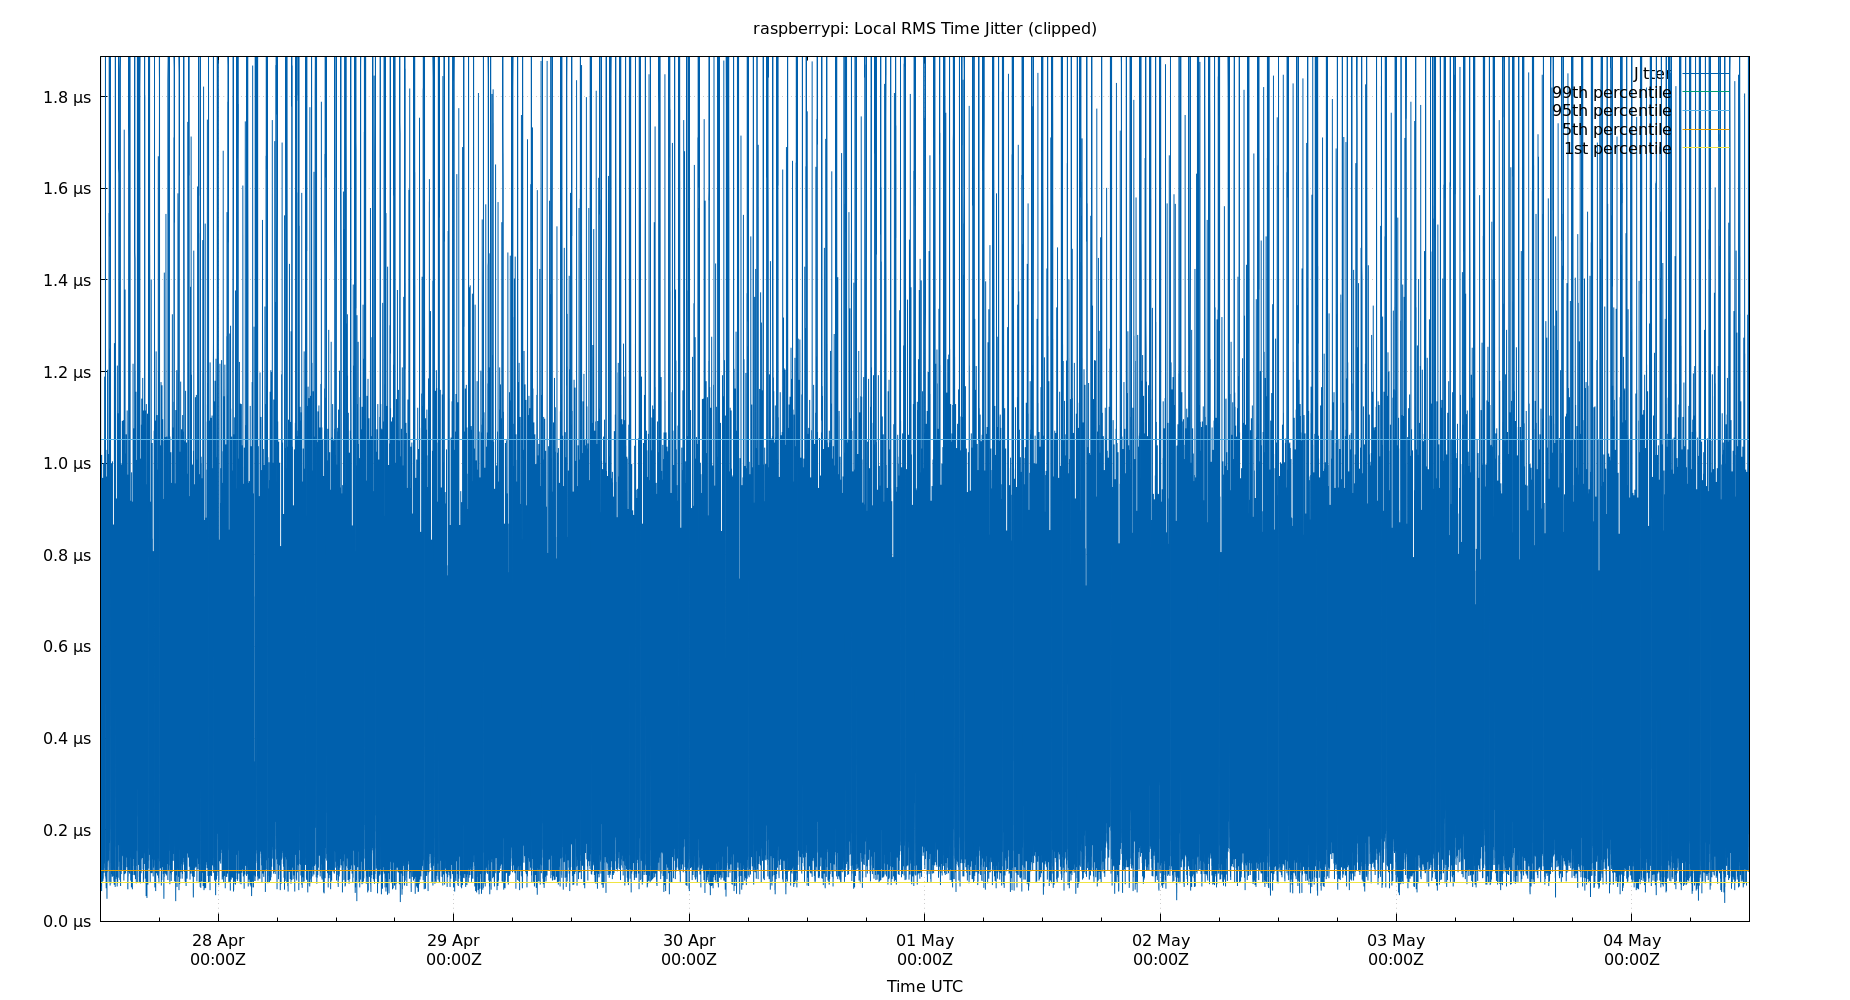 raspberrypi: Local RMS Time Jitter (clipped)
Jitter
99th percentile
95th percentile
5th percentile
1st percentile
1.8 µs
1.6 µs
1.4 µs
1.2 µs
1.0 µs
0.8 µs
0.6 µs
0.4 µs
0.2 µs
0.0 µs
28 Apr 29 Apr 30 Apr 01 May 02 May 03 May 04 May
00:00Z 00:00Z 00:00Z 00:00Z 00:00Z 00:00Z 00:00Z
Time UTC